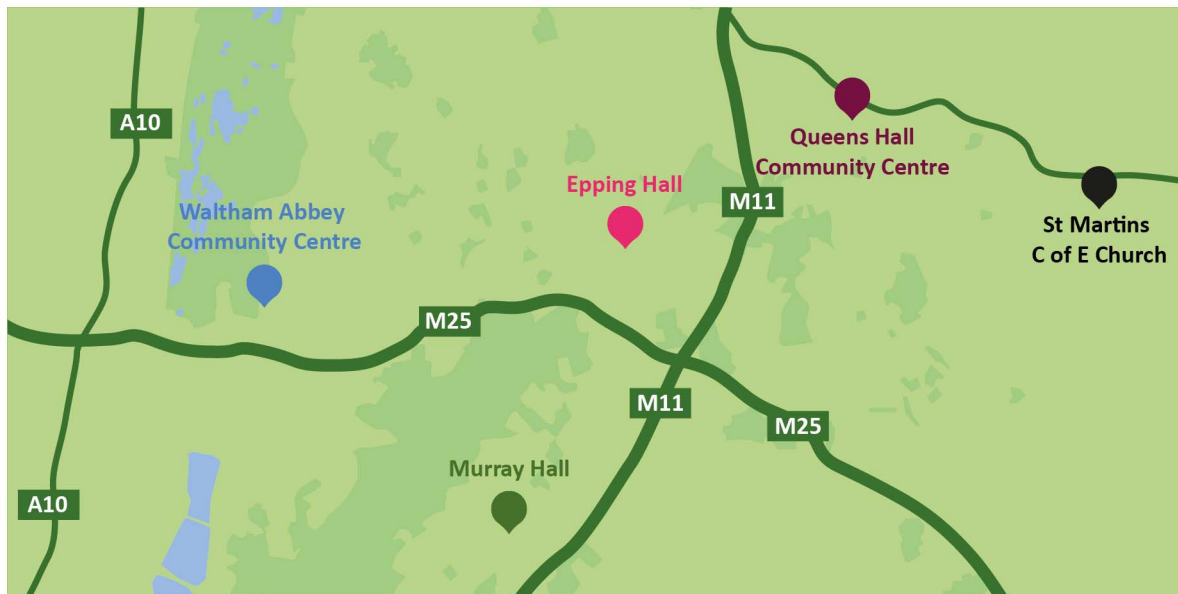 A10
Queens Hall
Community Centre
Epping Hall
M11
Waltham Abbey
Community Centre
St Martins
C of E Church
M25
M11
M25
Murray Hall
A10